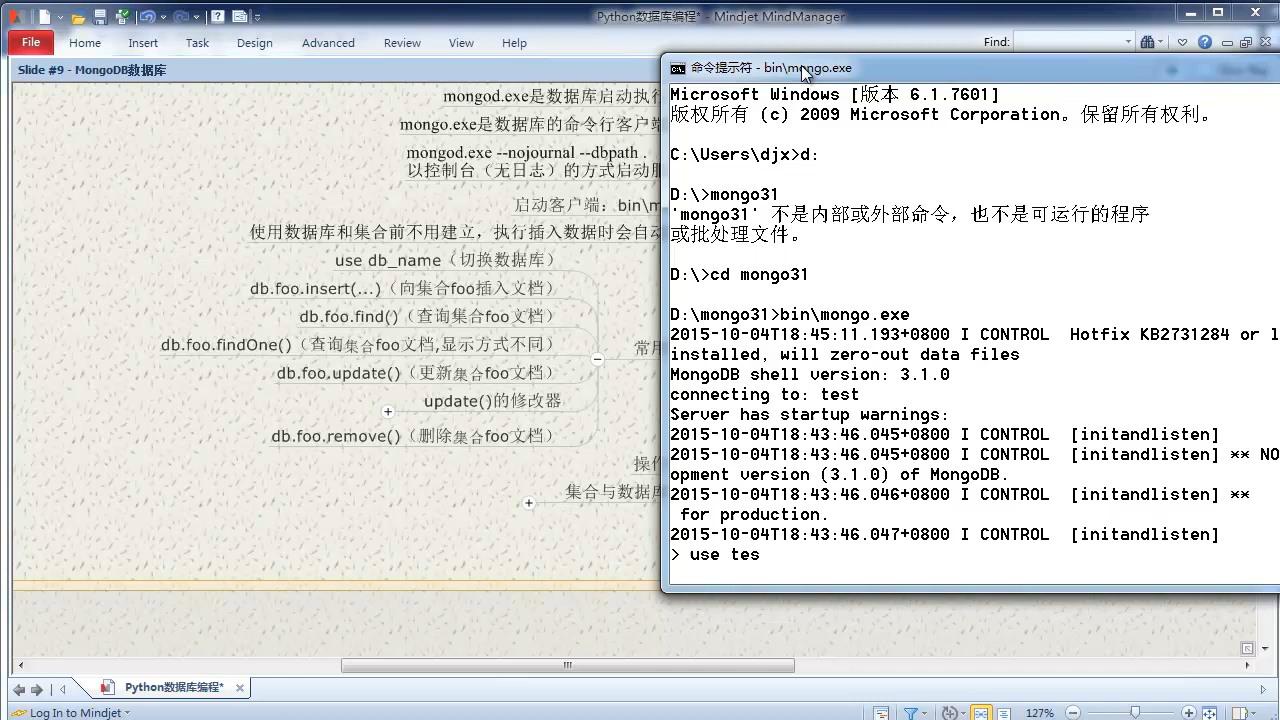 Python数据库编程* - Mindjet MindManager
File Home Insert Task Design Advanced Review View Help Find:
Slide #9 - MongoDB数据库
mongod.exe是数据库启动执行
mongo.exe是数据库的命令行客户端
mongod.exe --nojournal --dbpath .
以控制台（无日志）的方式启动服
启动客户端：bin\m
使用数据库和集合前不用建立，执行插入数据时会自动
use db_name（切换数据库）
db.foo.insert(...)（向集合foo插入文档）
db.foo.find()（查询集合foo文档）
db.foo.findOne()（查询集合foo文档,显示方式不同）
常用
db.foo.update()（更新集合foo文档）
update()的修改器
db.foo.remove()（删除集合foo文档）
操作
集合与数据库
命令提示符 - bin\mongo.exe
Microsoft Windows [版本 6.1.7601]
版权所有 (c) 2009 Microsoft Corporation。保留所有权利。
C:\Users\djx>d:
D:\>mongo31
'mongo31' 不是内部或外部命令，也不是可运行的程序
或批处理文件。
D:\>cd mongo31
D:\mongo31>bin\mongo.exe
2015-10-04T18:45:11.193+0800 I CONTROL  Hotfix KB2731284 or l
installed, will zero-out data files
MongoDB shell version: 3.1.0
connecting to: test
Server has startup warnings:
2015-10-04T18:43:46.045+0800 I CONTROL  [initandlisten]
2015-10-04T18:43:46.045+0800 I CONTROL  [initandlisten] ** NO
opment version (3.1.0) of MongoDB.
2015-10-04T18:43:46.046+0800 I CONTROL  [initandlisten] **
for production.
2015-10-04T18:43:46.047+0800 I CONTROL  [initandlisten]
> use tes
Python数据库编程*
Log In to Mindjet
127%